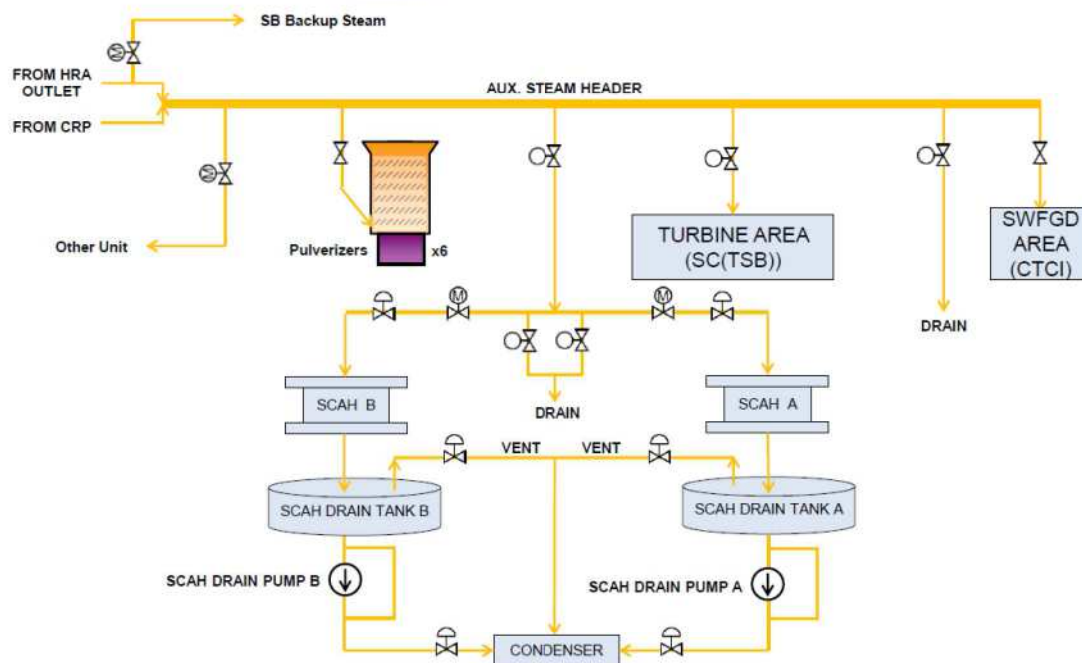 SB Backup Steam
M
FROM HRA
OUTLET
AUX. STEAM HEADER
FROM CRP
M
Other Unit
Pulverizers
x6
TURBINE AREA
(SC(TSB))
SWFGD
AREA
(CTCI)
DRAIN
M
M
SCAH B
SCAH A
DRAIN
VENT
VENT
SCAH DRAIN TANK B
SCAH DRAIN TANK A
SCAH DRAIN PUMP B
SCAH DRAIN PUMP A
CONDENSER